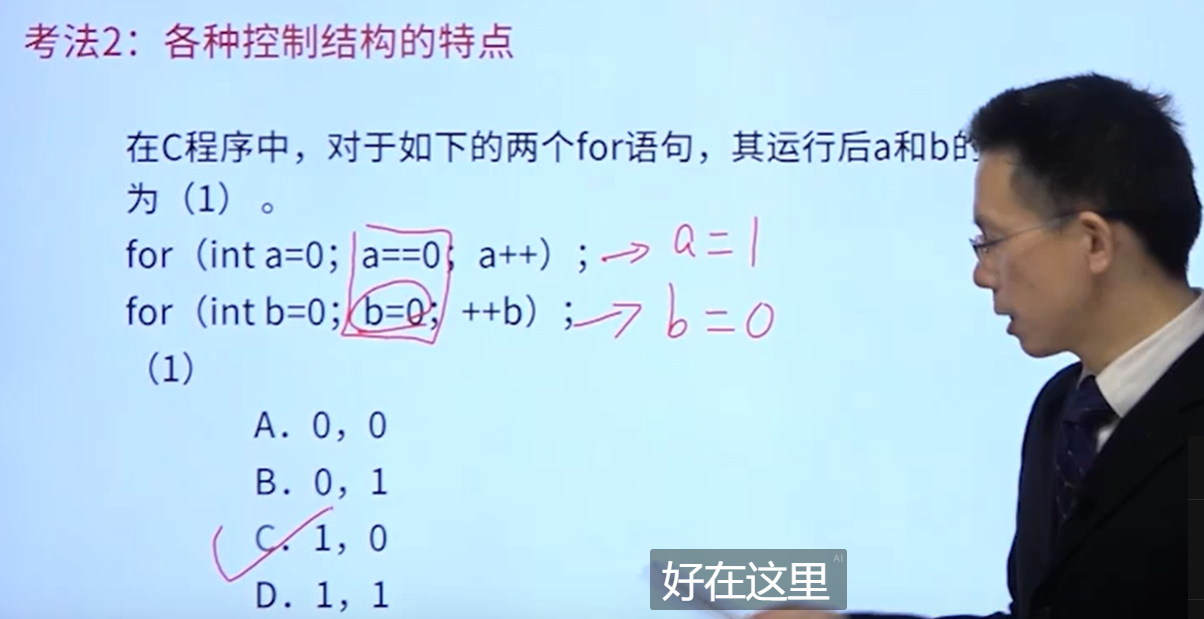 考法2：各种控制结构的特点
在C程序中，对于如下的两个for语句，其运行后a和b的
为（1）。
for（int a=0；a==0；a++）；→ a=1
for（int b=0；b=0；++b）；→ b=0
（1）
A．0，0
B．0，1
C．1，0
D．1，1
好在这里
AI